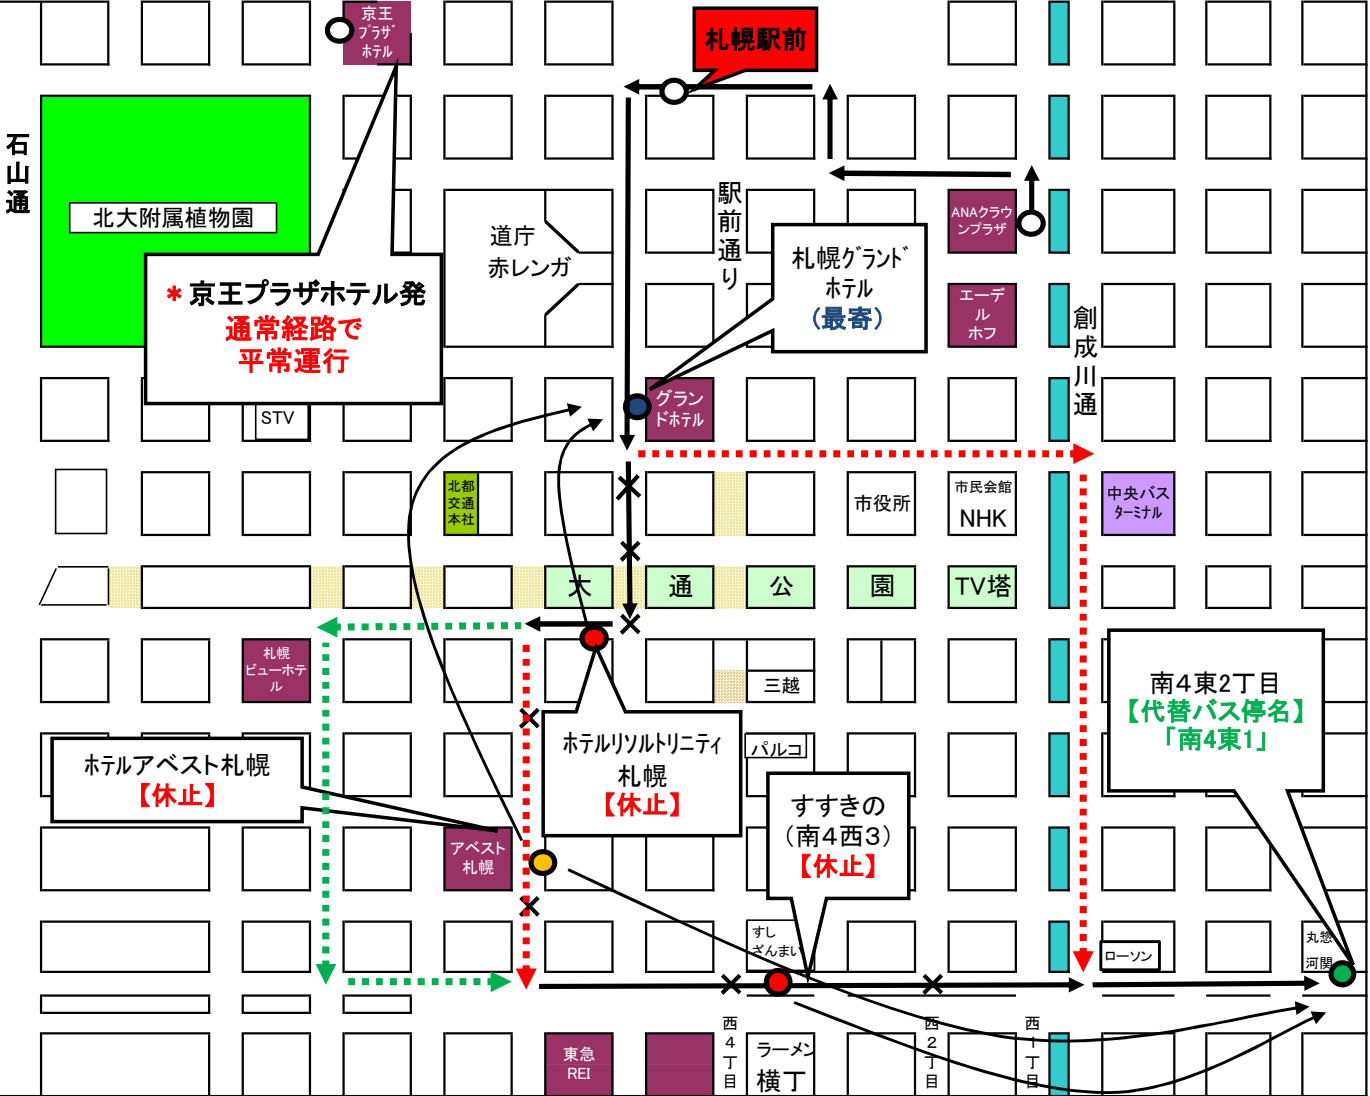 京王
プラザ
ホテル
札幌駅前
石山通
北大附属植物園
道庁
赤レンガ
駅前通り
ANAクラウ
ンプラザ
札幌グランド
ホテル
(最寄)
エーデ
ル
ホフ
創成川通
*京王プラザホテル発
通常経路で
平常運行
STV
グラン
ドホテル
北都
交通
本社
市役所
市民会館
NHK
中央バス
ターミナル
大
通
公
園
TV塔
札幌
ビューホテ
ル
三越
南4東2丁目
【代替バス停名】
「南4東1」
ホテルアベスト札幌
【休止】
ホテルリソルトリニティ
札幌
【休止】
パルコ
すすきの
(南4西3)
【休止】
アベスト
札幌
すし
ざんまい
ローソン
丸惣
河関
西4丁目
西2丁目
西1丁目
東急
REI
ラーメン
横丁